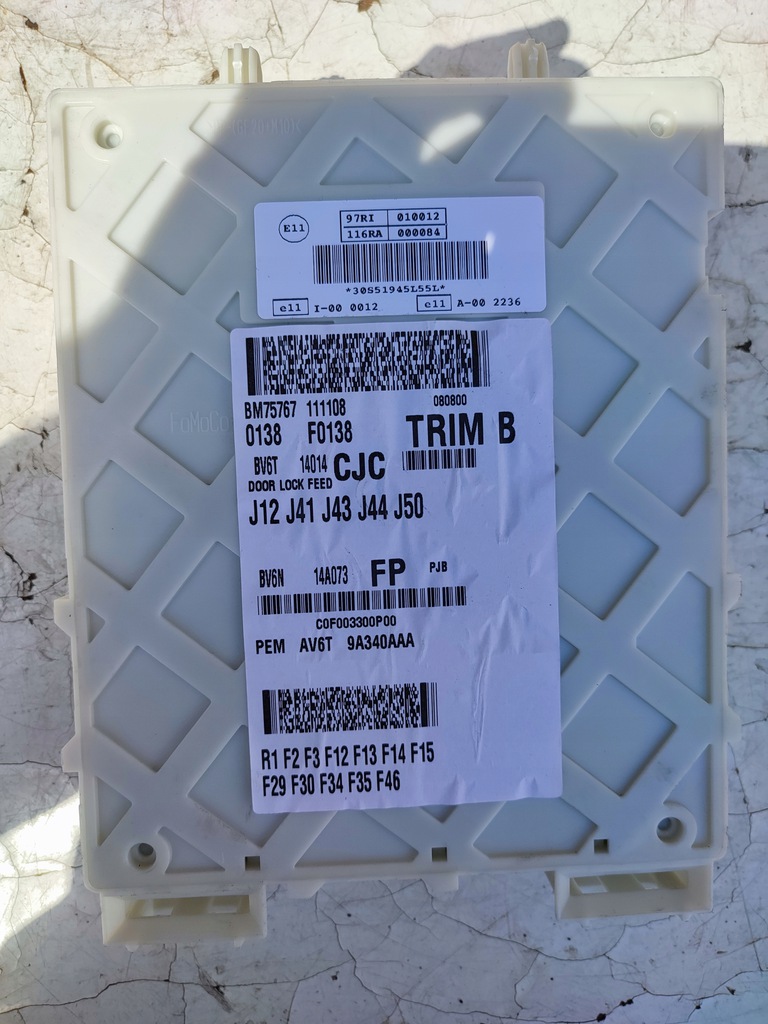 E11
97RI 010012
116RA 000084
*30S51945L55L*
e11 I-00 0012 e11 A-00 2236
BM75767 111108 080800
0138 F0138 TRIM B
BV6T 14014 CJC
DOOR LOCK FEED
J12 J41 J43 J44 J50
BV6N 14A073 FP PJB
C0F003300P00
PEM AV6T 9A340AAA
R1 F2 F3 F12 F13 F14 F15
F29 F30 F34 F35 F46
FoMoCo